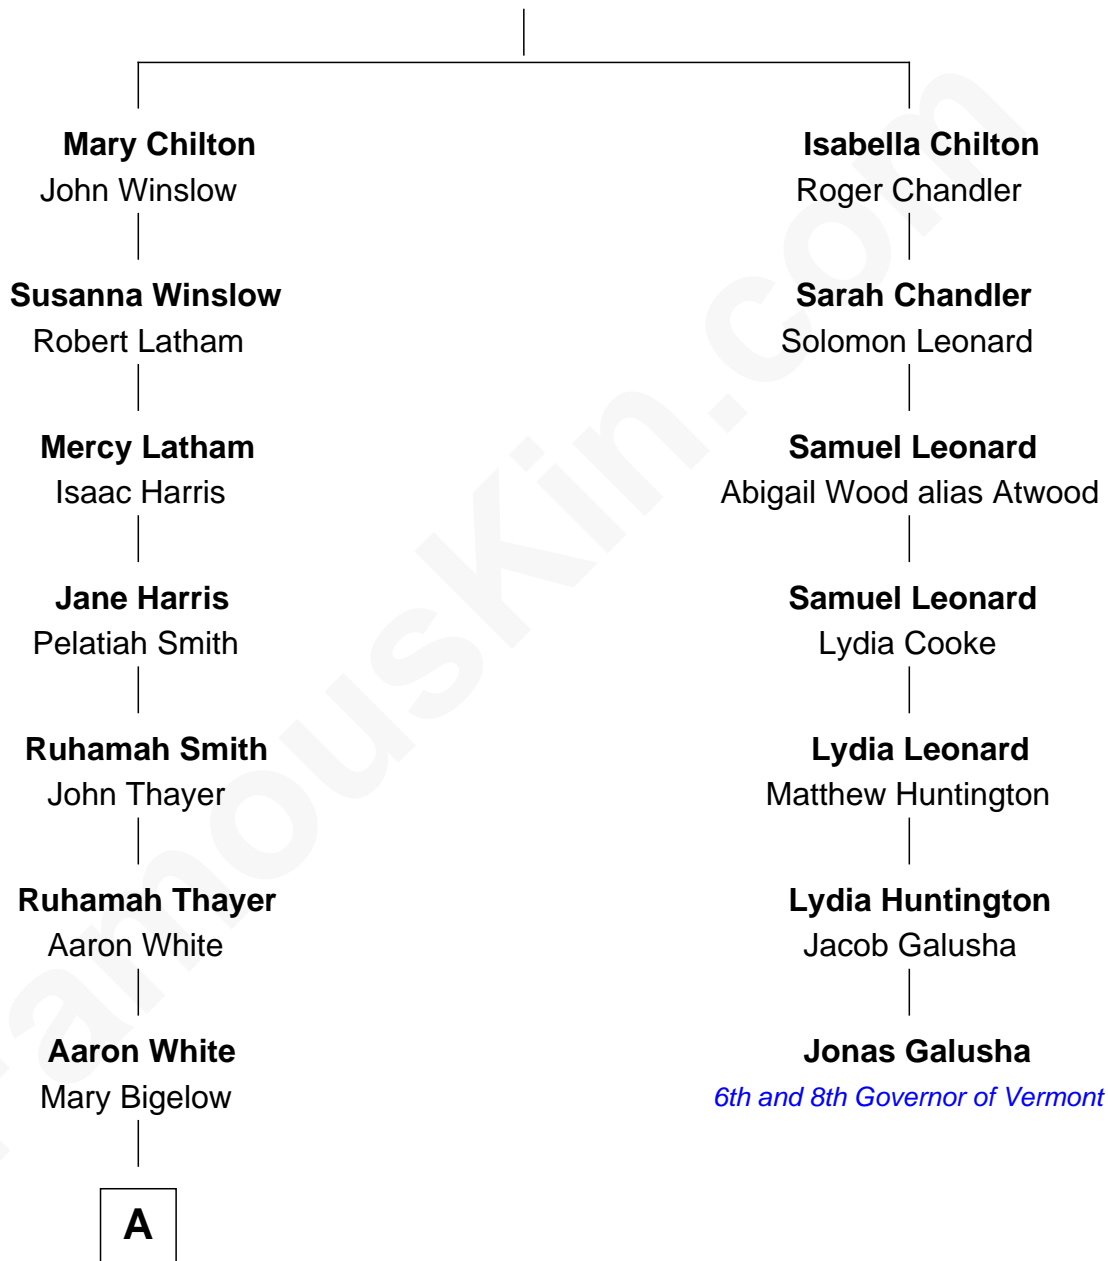 Mary Chilton
John Winslow
Isabella Chilton
Roger Chandler
Susanna Winslow
Robert Latham
Sarah Chandler
Solomon Leonard
Mercy Latham
Isaac Harris
Samuel Leonard
Abigail Wood alias Atwood
Jane Harris
Pelatiah Smith
Samuel Leonard
Lydia Cooke
Ruhamah Smith
John Thayer
Lydia Leonard
Matthew Huntington
Ruhamah Thayer
Aaron White
Lydia Huntington
Jacob Galusha
Aaron White
Mary Bigelow
Jonas Galusha
6th and 8th Governor of Vermont
A
FamousKin.com